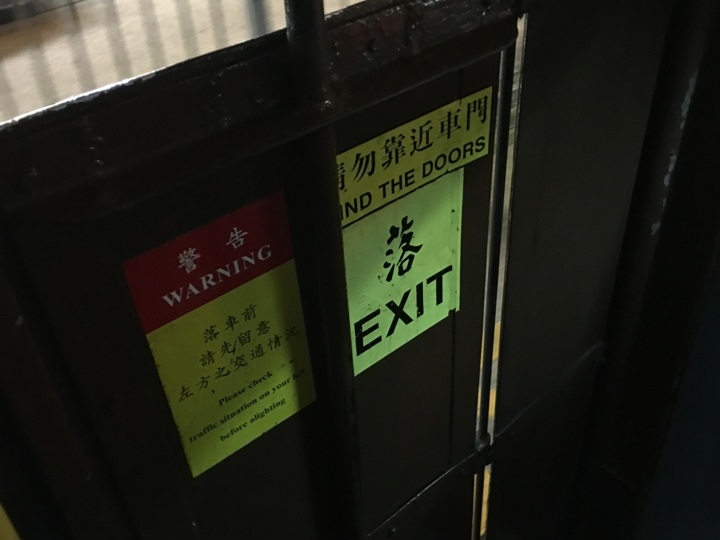 請勿靠近車門
MIND THE DOORS
落
EXIT
警告
WARNING
落車前
請先留意
左方之交通情況
Please check
traffic situation on your left
before alighting